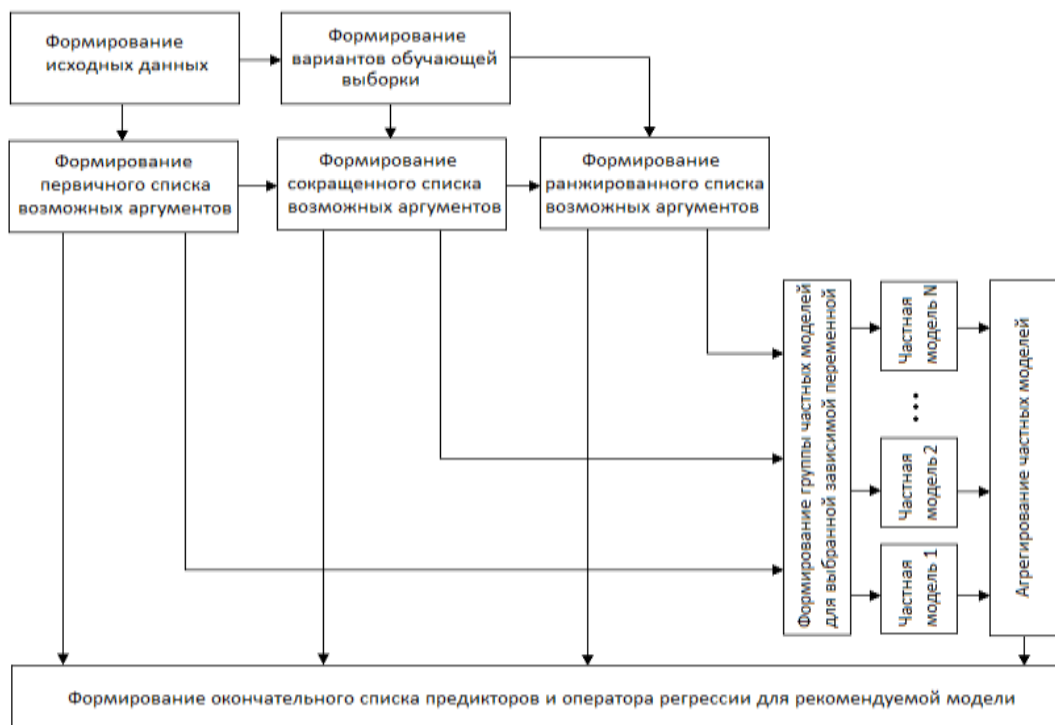 Формирование
исходных данных
Формирование
вариантов обучающей
выборки
Формирование
первичного списка
возможных аргументов
Формирование
сокращенного списка
возможных аргументов
Формирование
ранжированного списка
возможных аргументов
Формирование группы частных моделей
для выбранной зависимой переменной
Частная
модель N
...
Частная
модель 2
Частная
модель 1
Агрегирование частных моделей
Формирование окончательного списка предикторов и оператора регрессии для рекомендуемой модели